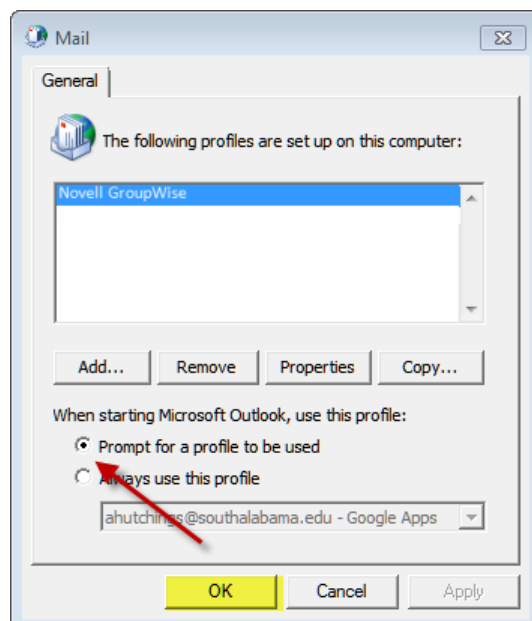 Mail
General
The following profiles are set up on this computer:
Novell GroupWise
Add... Remove Properties Copy...
When starting Microsoft Outlook, use this profile:
Prompt for a profile to be used
Always use this profile
ahutchings@southalabama.edu - Google Apps
OK Cancel Apply